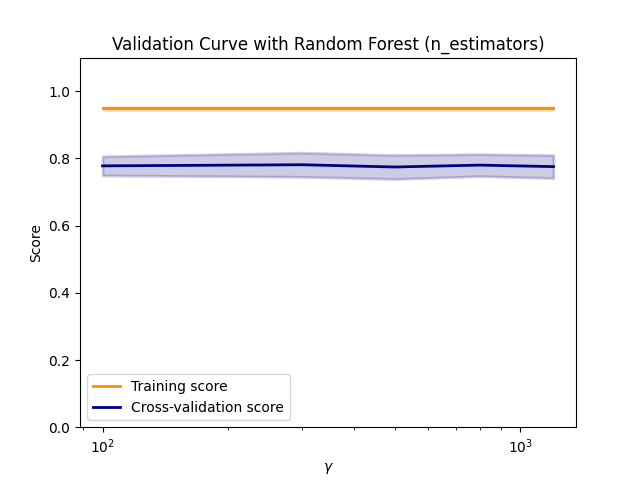 Validation Curve with Random Forest (n_estimators)
1.0
0.8
0.6
0.4
0.2
0.0
Score
Training score
Cross-validation score
10²
10³
γ